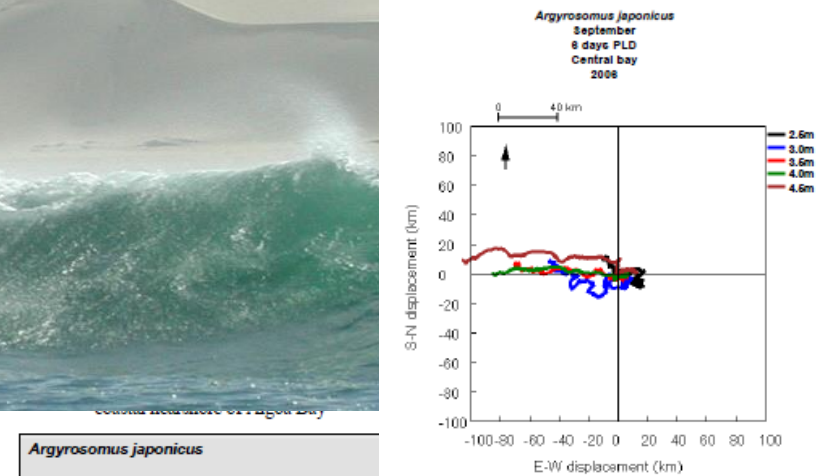 Argyrosomus japonicus
September
6 days PLD
Central bay
2006
0 40 km
2.5m
3.0m
3.5m
4.0m
4.5m
S-N displacement (km)
100
80
60
40
20
0
-20
-40
-60
-80
-100
-100 -80 -60 -40 -20 0 20 40 60 80 100
E-W displacement (km)
Argyrosomus japonicus